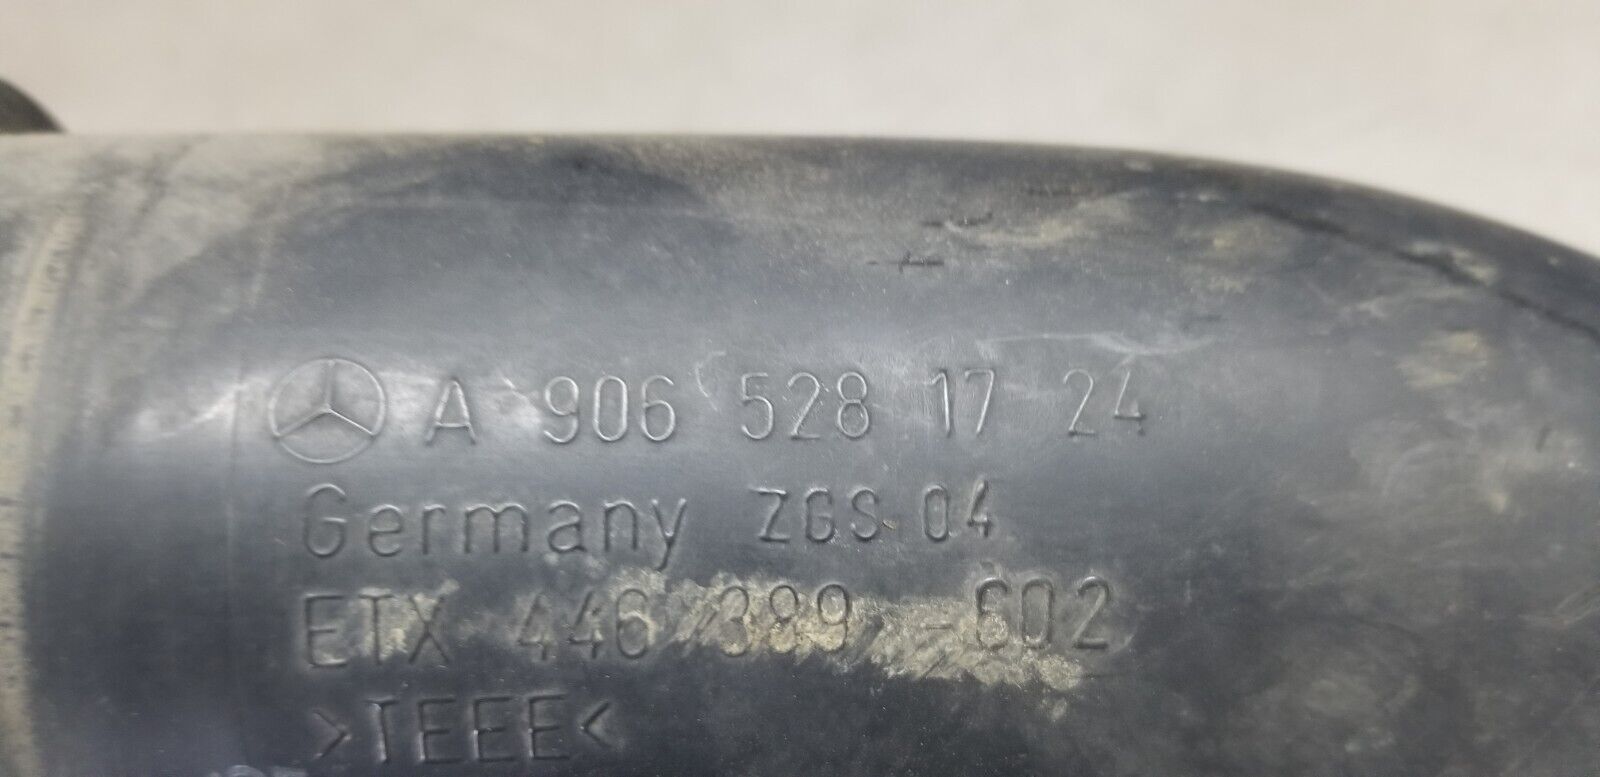 A 906 528 17 24
Germany ZGS 04
ETX 446 389 -602
>TEEE<